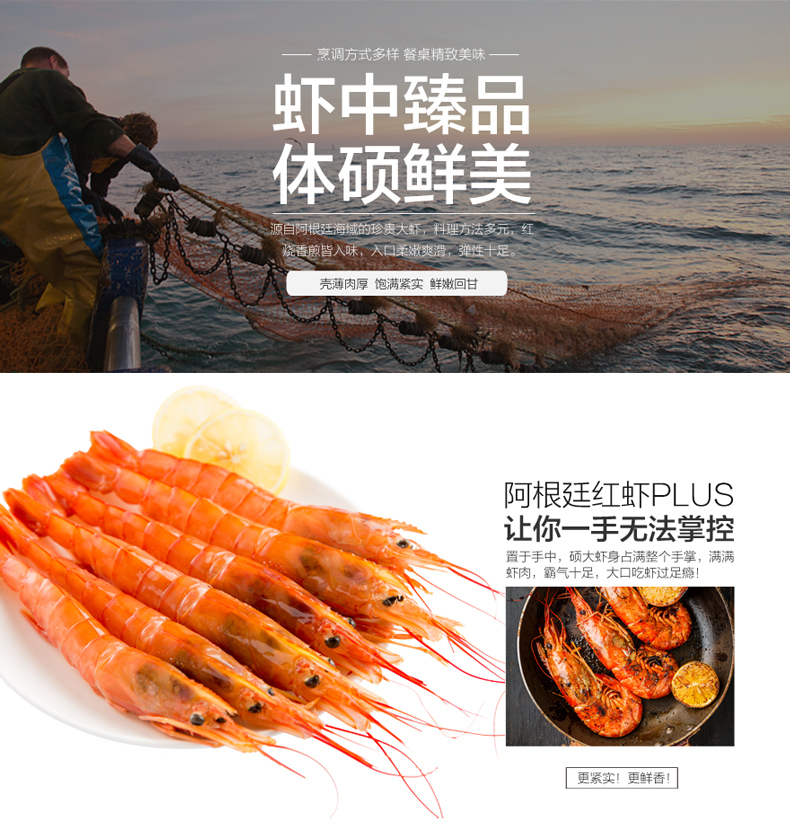 烹调方式多样 餐桌精致美味
虾中臻品
体硕鲜美
源自阿根廷海域的珍贵大虾，料理方法多元，红
烧香煎皆入味，入口柔嫩爽滑，弹性十足。
壳薄肉厚 饱满紧实 鲜嫩回甘
阿根廷红虾PLUS
让你一手无法掌控
置于手中，硕大虾身占满整个手掌，满满
虾肉，霸气十足，大口吃虾过足瘾！
更紧实！更鲜香！